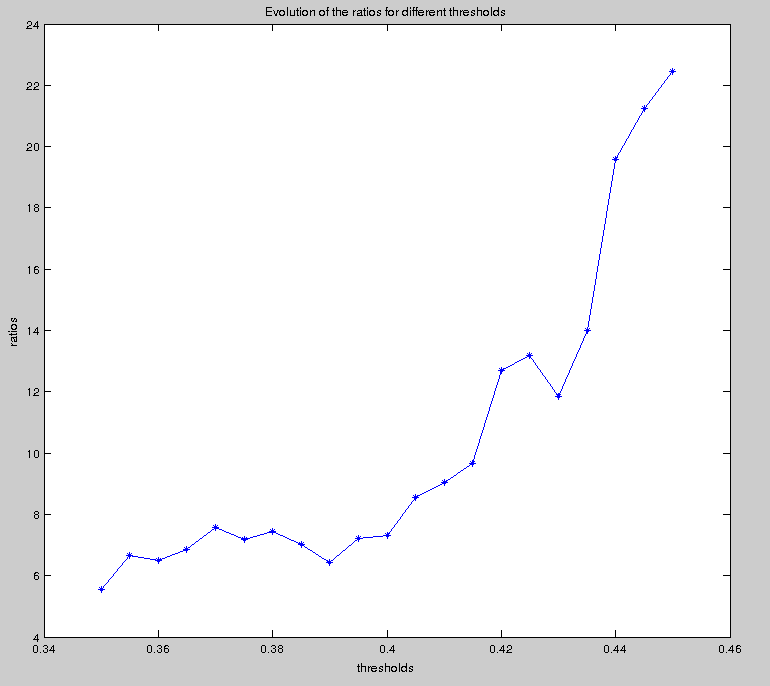 Evolution of the ratios for different thresholds
24
22
20
18
16
14
12
10
8
6
4
ratios
0.34 0.36 0.38 0.4 0.42 0.44 0.46
thresholds